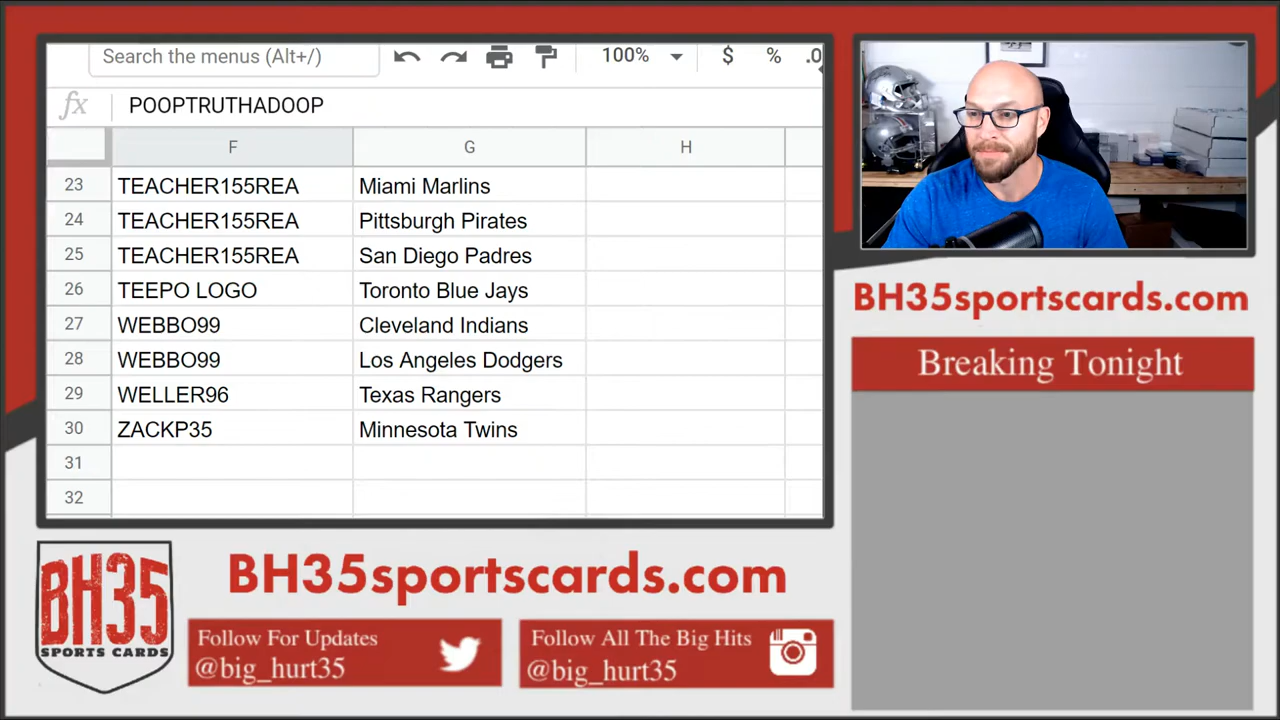 Search the menus (Alt+/)
100%
$
%
.0
fx
POOPTRUTHADOOP
F
G
H
23
TEACHER155REA
Miami Marlins
24
TEACHER155REA
Pittsburgh Pirates
25
TEACHER155REA
San Diego Padres
26
TEEPO LOGO
Toronto Blue Jays
27
WEBBO99
Cleveland Indians
28
WEBBO99
Los Angeles Dodgers
29
WELLER96
Texas Rangers
30
ZACKP35
Minnesota Twins
31
32
BH35sportscards.com
Breaking Tonight
BH35
SPORTS CARDS
BH35sportscards.com
Follow For Updates
@big_hurt35
Follow All The Big Hits
@big_hurt35